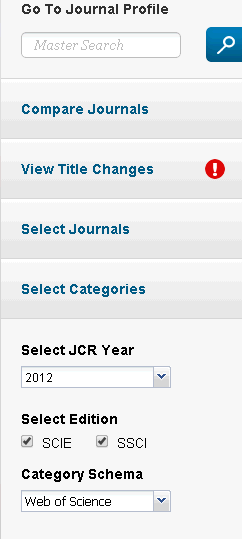 Go To Journal Profile
Master Search
Compare Journals
View Title Changes
Select Journals
Select Categories
Select JCR Year
2012
Select Edition
SCIE SSCI
Category Schema
Web of Science